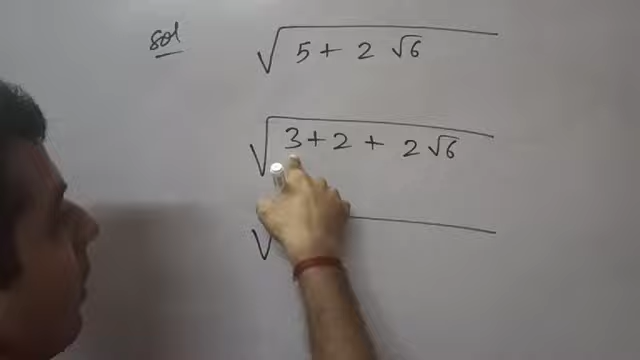 sol √5 + 2 √6
√3 + 2 + 2 √6
√